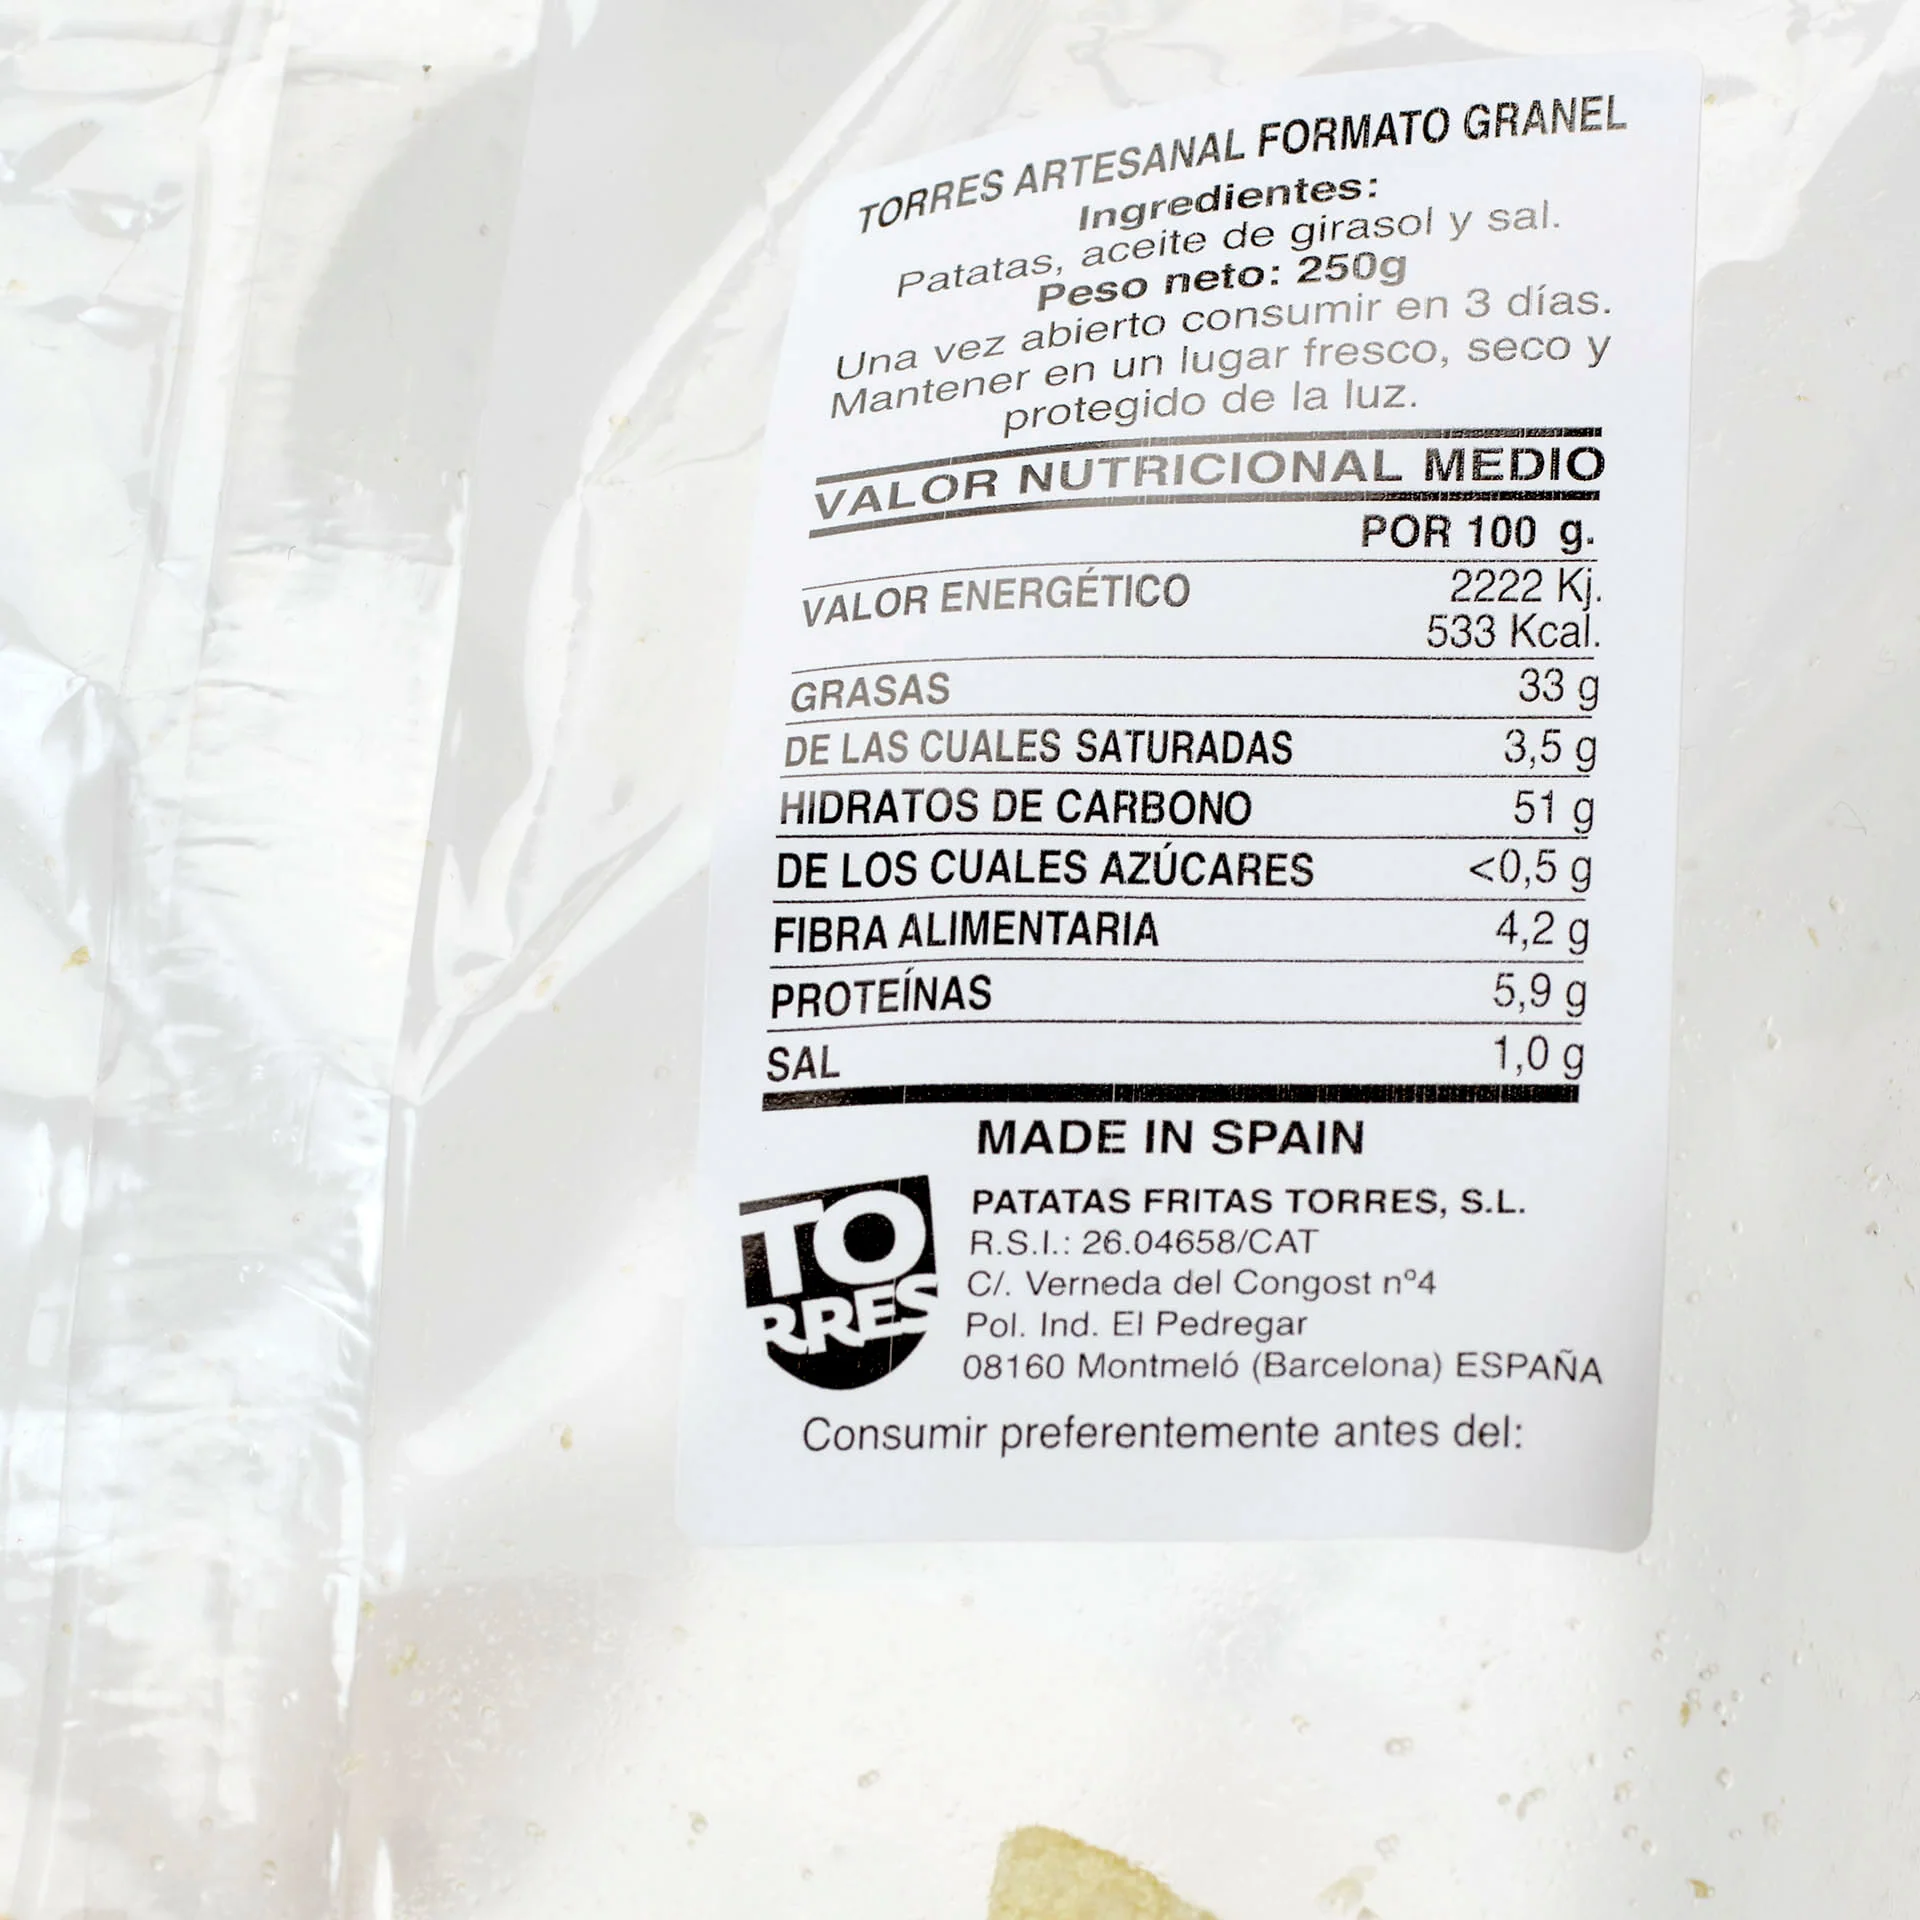 TORRES ARTESANAL FORMATO GRANEL
Ingredientes:
Patatas, aceite de girasol y sal.
Peso neto: 250g
Una vez abierto consumir en 3 días.
Mantener en un lugar fresco, seco y
protegido de la luz.
VALOR NUTRICIONAL MEDIO
POR 100 g.
VALOR ENERGÉTICO 2222 Kj.
533 Kcal.
GRASAS 33 g
DE LAS CUALES SATURADAS 3,5 g
HIDRATOS DE CARBONO 51 g
DE LOS CUALES AZÚCARES <0,5 g
FIBRA ALIMENTARIA 4,2 g
PROTEÍNAS 5,9 g
SAL 1,0 g
MADE IN SPAIN
TO
RRES
PATATAS FRITAS TORRES, S.L.
R.S.I.: 26.04658/CAT
C/. Verneda del Congost nº4
Pol. Ind. El Pedregar
08160 Montmeló (Barcelona) ESPAÑA
Consumir preferentemente antes del: